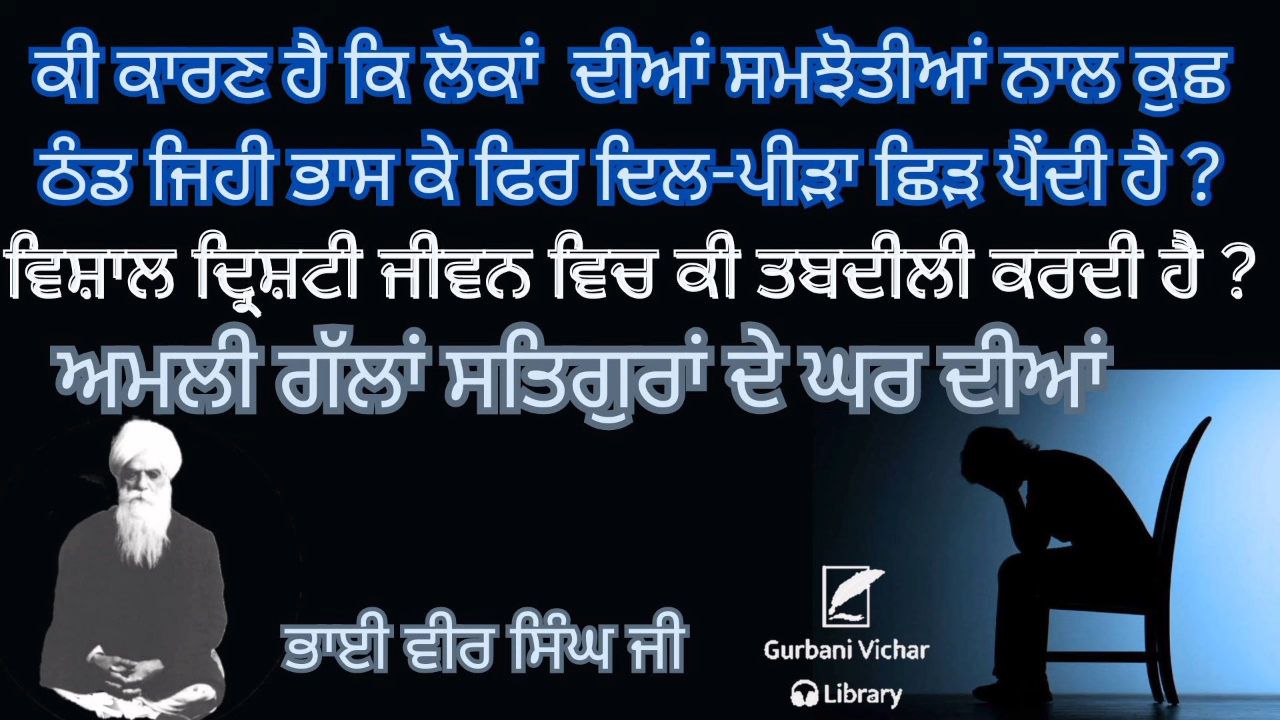 ਕੀ ਕਾਰਣ ਹੈ ਕਿ ਲੋਕਾਂ ਦੀਆਂ ਸਮਝੋਤੀਆਂ ਨਾਲ ਕੁਛ
ਠੰਡ ਜਿਹੀ ਭਾਸ ਕੇ ਫਿਰ ਦਿਲ-ਪੀੜਾ ਛਿੜ ਪੈਂਦੀ ਹੈ ?
ਵਿਸ਼ਾਲ ਦ੍ਰਿਸ਼ਟੀ ਜੀਵਨ ਵਿਚ ਕੀ ਤਬਦੀਲੀ ਕਰਦੀ ਹੈ ?
ਅਮਲੀ ਗੱਲਾਂ ਸਤਿਗੁਰਾਂ ਦੇ ਘਰ ਦੀਆਂ
ਭਾਈ ਵੀਰ ਸਿੰਘ ਜੀ
Gurbani Vichar
Library